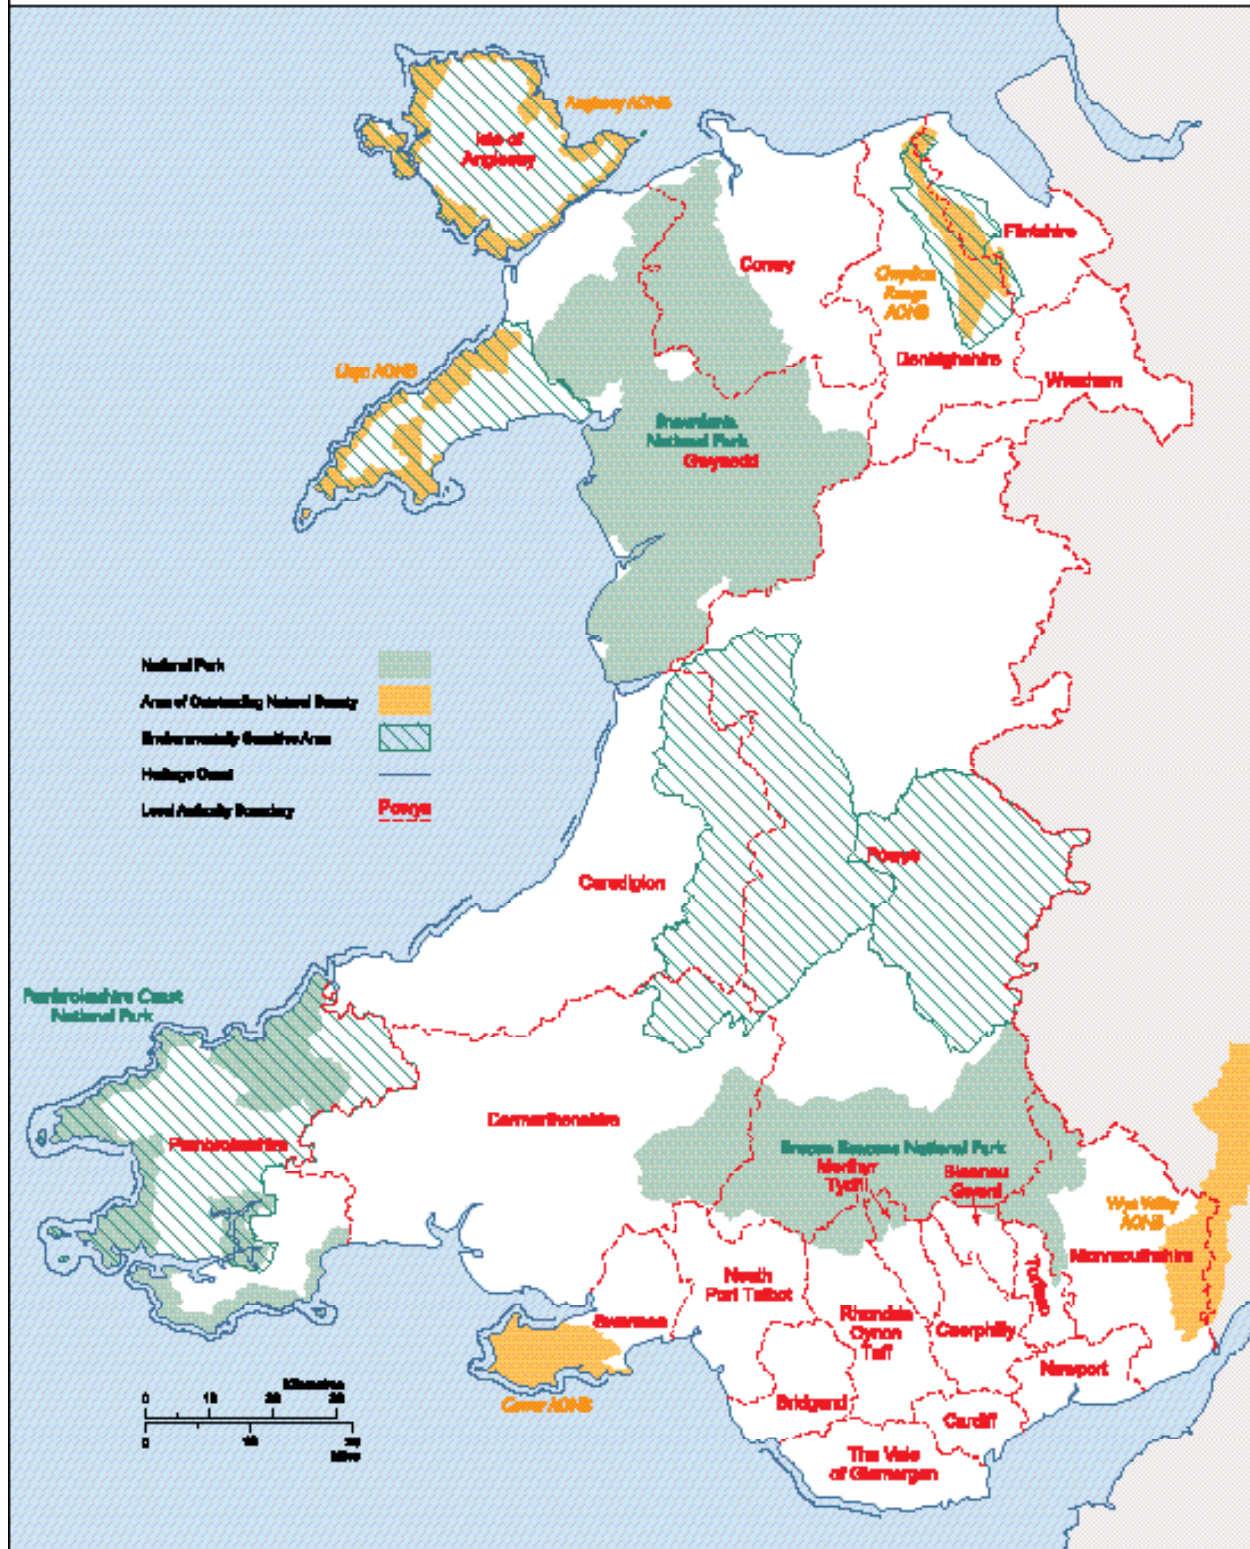 Anglesey AONB
Isle of
Anglesey
Flintshire
Conwy
Clwydian
Range
AONB
Denbighshire
Wrexham
Lleyn AONB
Snowdonia
National Park
Gwynedd
National Park
Area of Outstanding Natural Beauty
Environmentally Sensitive Area
Heritage Coast
Local Authority Boundary
Powys
Powys
Ceredigion
Pembrokeshire Coast
National Park
Pembrokeshire
Carmarthenshire
Brecon Beacons National Park
Merthyr
Tydfil
Blaenau
Gwent
Wye Valley
AONB
Monmouthshire
Torfaen
Neath
Port Talbot
Swansea
Rhondda
Cynon
Taff
Caerphilly
Newport
Gower AONB
Bridgend
Cardiff
The Vale
of Glamorgan
Kilometres
0 10 20 30
0 10 20
Miles